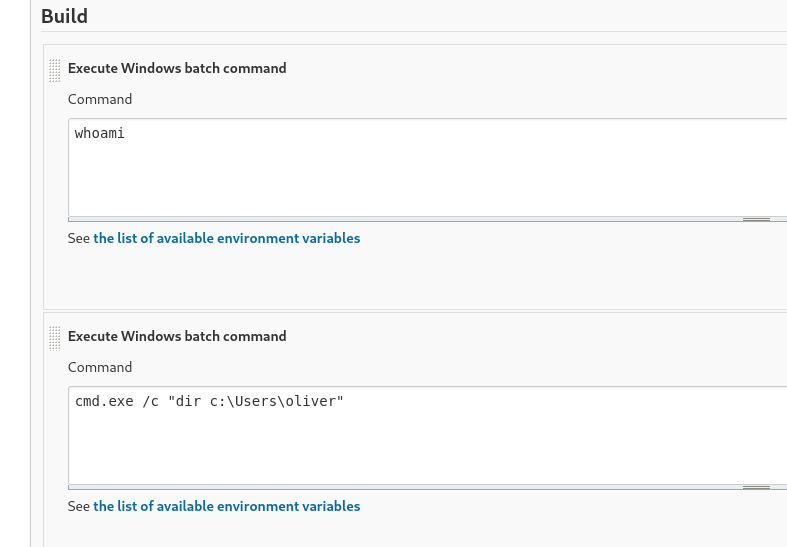 Build
Execute Windows batch command
Command
whoami
See the list of available environment variables
Execute Windows batch command
Command
cmd.exe /c "dir c:\Users\oliver"
See the list of available environment variables